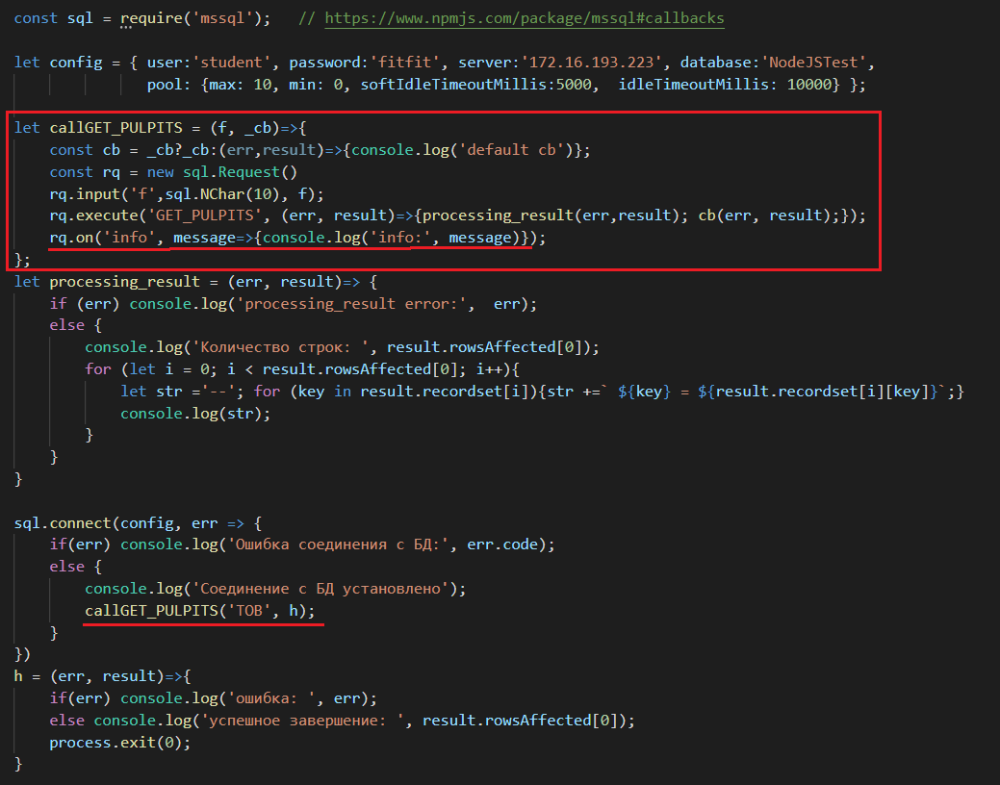 const sql = require('mssql');   // https://www.npmjs.com/package/mssql#callbacks

let config = { user:'student', password:'fitfit', server:'172.16.193.223', database:'NodeJSTest',
               pool: {max: 10, min: 0, softIdleTimeoutMillis:5000,  idleTimeoutMillis: 10000} };

let callGET_PULPITS = (f, _cb)=>{
    const cb = _cb?_cb:(err,result)=>{console.log('default cb')};
    const rq = new sql.Request()
    rq.input('f',sql.NChar(10), f);
    rq.execute('GET_PULPITS', (err, result)=>{processing_result(err,result); cb(err, result);});
    rq.on('info', message=>{console.log('info:', message)});
};
let processing_result = (err, result)=> {
    if (err) console.log('processing_result error:',  err);
    else {
        console.log('Количество строк: ', result.rowsAffected[0]);
        for (let i = 0; i < result.rowsAffected[0]; i++){
            let str ='--'; for (key in result.recordset[i]){str +=` ${key} = ${result.recordset[i][key]}`;}
            console.log(str);
        }
    }
}

sql.connect(config, err => {
    if(err) console.log('Ошибка соединения с БД:', err.code);
    else {
        console.log('Соединение с БД установлено');
        callGET_PULPITS('ТОВ', h);
    }
})
h = (err, result)=>{
    if(err) console.log('ошибка: ', err);
    else console.log('успешное завершение: ', result.rowsAffected[0]);
    process.exit(0);
}